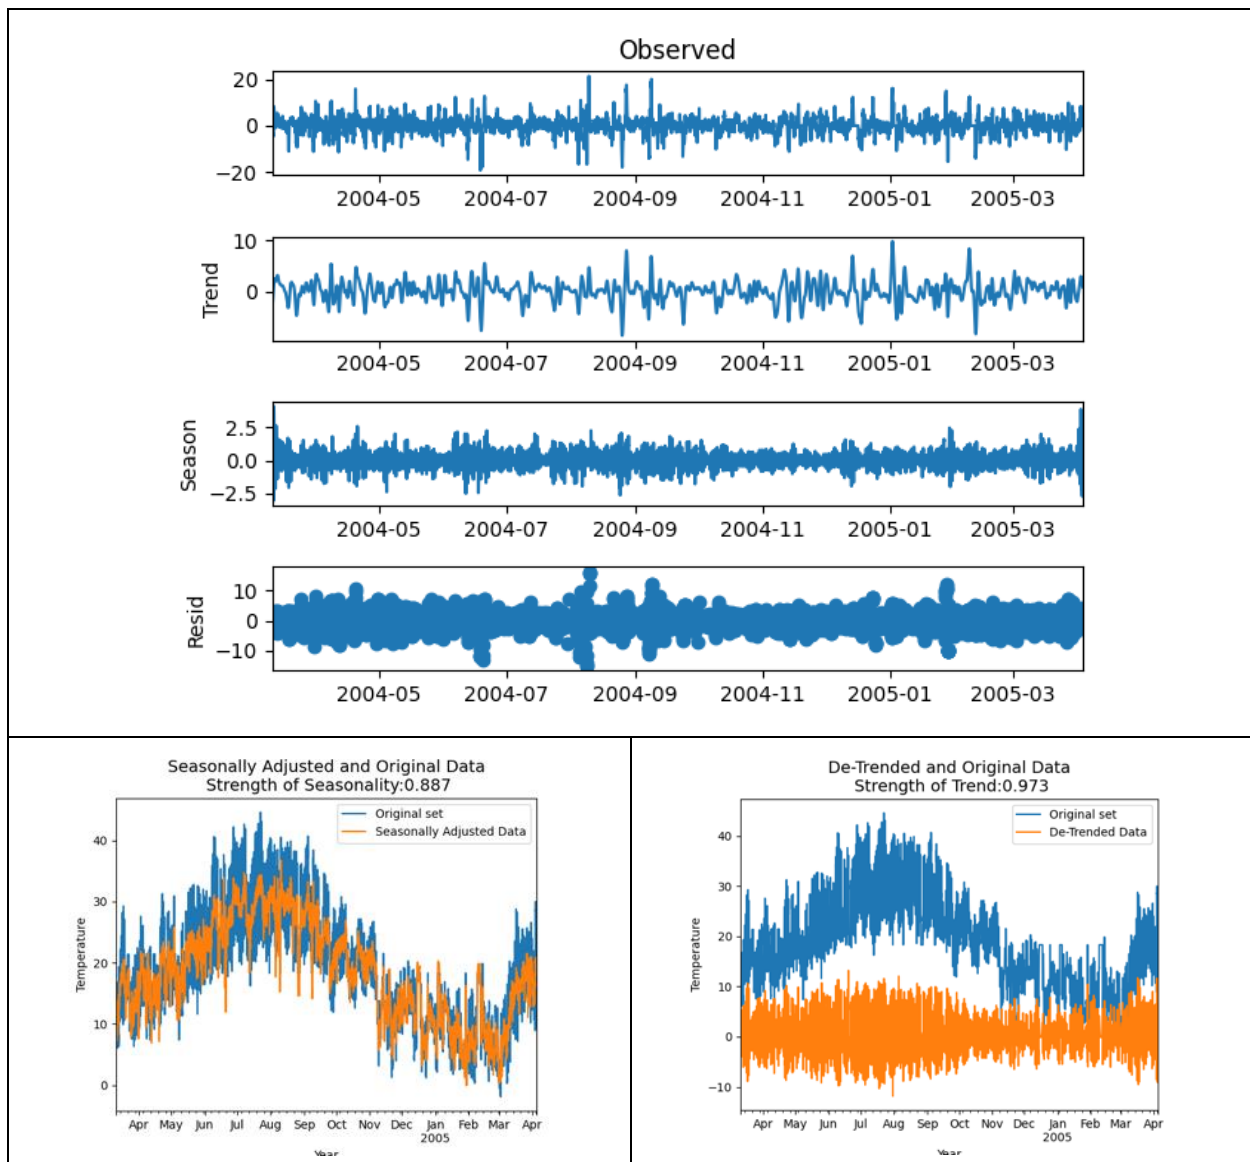 Observed
20
0
−20
2004-05 2004-07 2004-09 2004-11 2005-01 2005-03
Trend
10
0
2004-05 2004-07 2004-09 2004-11 2005-01 2005-03
Season
2.5
0.0
−2.5
2004-05 2004-07 2004-09 2004-11 2005-01 2005-03
Resid
10
0
−10
2004-05 2004-07 2004-09 2004-11 2005-01 2005-03
Seasonally Adjusted and Original Data
Strength of Seasonality:0.887
Original set
Seasonally Adjusted Data
Temperature
40
30
20
10
0
Apr May Jun Jul Aug Sep Oct Nov Dec Jan Feb Mar Apr
2005
Year
De-Trended and Original Data
Strength of Trend:0.973
Original set
De-Trended Data
Temperature
40
30
20
10
0
−10
Apr May Jun Jul Aug Sep Oct Nov Dec Jan Feb Mar Apr
2005
Year